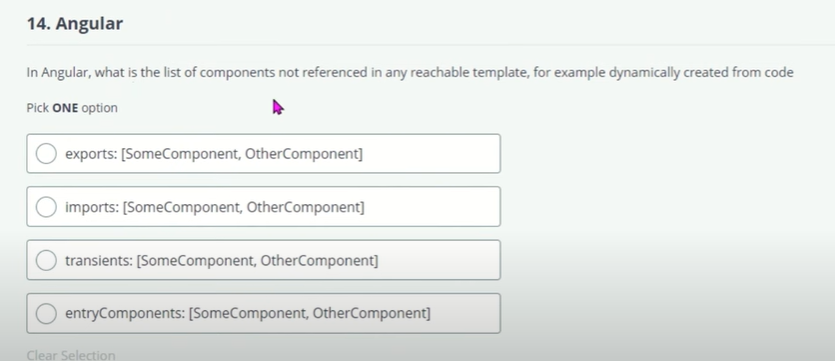 14. Angular
In Angular, what is the list of components not referenced in any reachable template, for example dynamically created from code
Pick ONE option
exports: [SomeComponent, OtherComponent]
imports: [SomeComponent, OtherComponent]
transients: [SomeComponent, OtherComponent]
entryComponents: [SomeComponent, OtherComponent]
Clear Selection